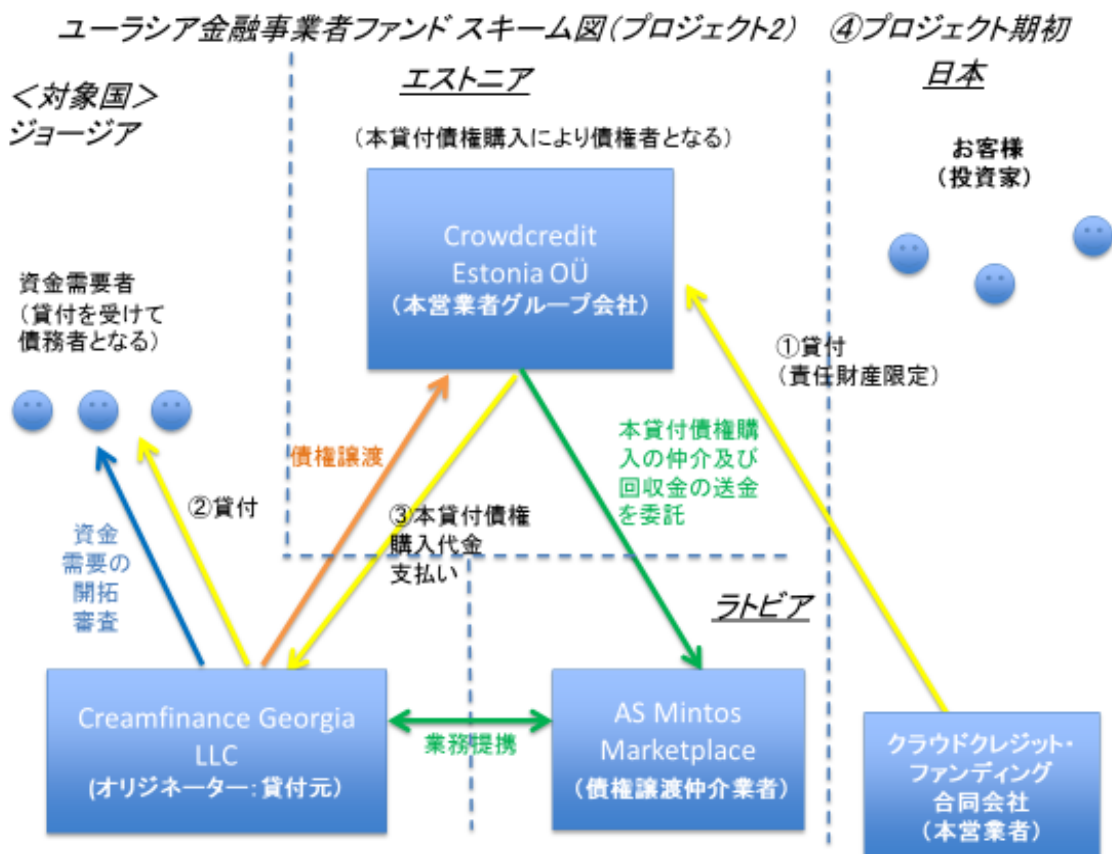 ユーラシア金融事業者ファンド スキーム図(プロジェクト2) ④プロジェクト期初
<対象国>
ジョージア
エストニア
日本
(本貸付債権購入により債権者となる)
お客様
(投資家)
Crowdcredit
Estonia OÜ
(本営業者グループ会社)
資金需要者
(貸付を受けて
債務者となる)
①貸付
(責任財産限定)
債権譲渡
本貸付債権購
入の仲介及び
回収金の送金
を委託
②貸付
③本貸付債権
購入代金
支払い
資金
需要の
開拓
審査
ラトビア
Creamfinance Georgia
LLC
(オリジネーター:貸付元)
業務提携
AS Mintos
Marketplace
(債権譲渡仲介業者)
クラウドクレジット・
ファンディング
合同会社
(本営業者)